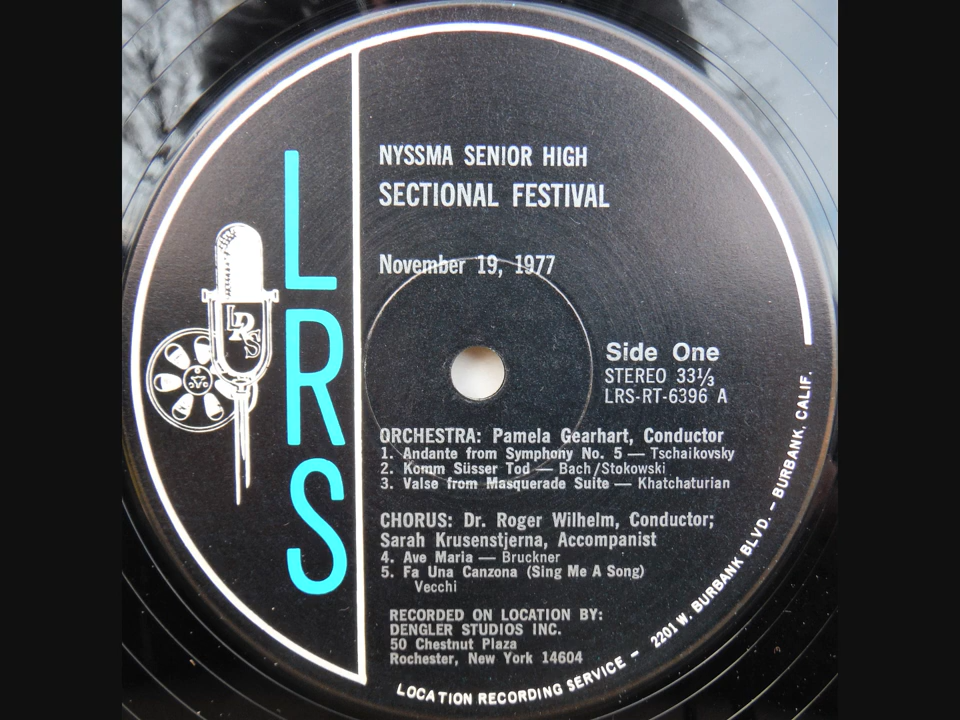 NYSSMA SENIOR HIGH
SECTIONAL FESTIVAL
November 19, 1977
LRS
LRS
Side One
STEREO 33⅓
LRS-RT-6396 A
ORCHESTRA: Pamela Gearhart, Conductor
1. Andante from Symphony No. 5 — Tschaikovsky
2. Komm Süsser Tod — Bach/Stokowski
3. Valse from Masquerade Suite — Khatchaturian
CHORUS: Dr. Roger Wilhelm, Conductor;
Sarah Krusenstjerna, Accompanist
4. Ave Maria — Bruckner
5. Fa Una Canzona (Sing Me A Song)
Vecchi
RECORDED ON LOCATION BY:
DENGLER STUDIOS INC.
50 Chestnut Plaza
Rochester, New York 14604
LOCATION RECORDING SERVICE – 2201 W. BURBANK BLVD. – BURBANK, CALIF.